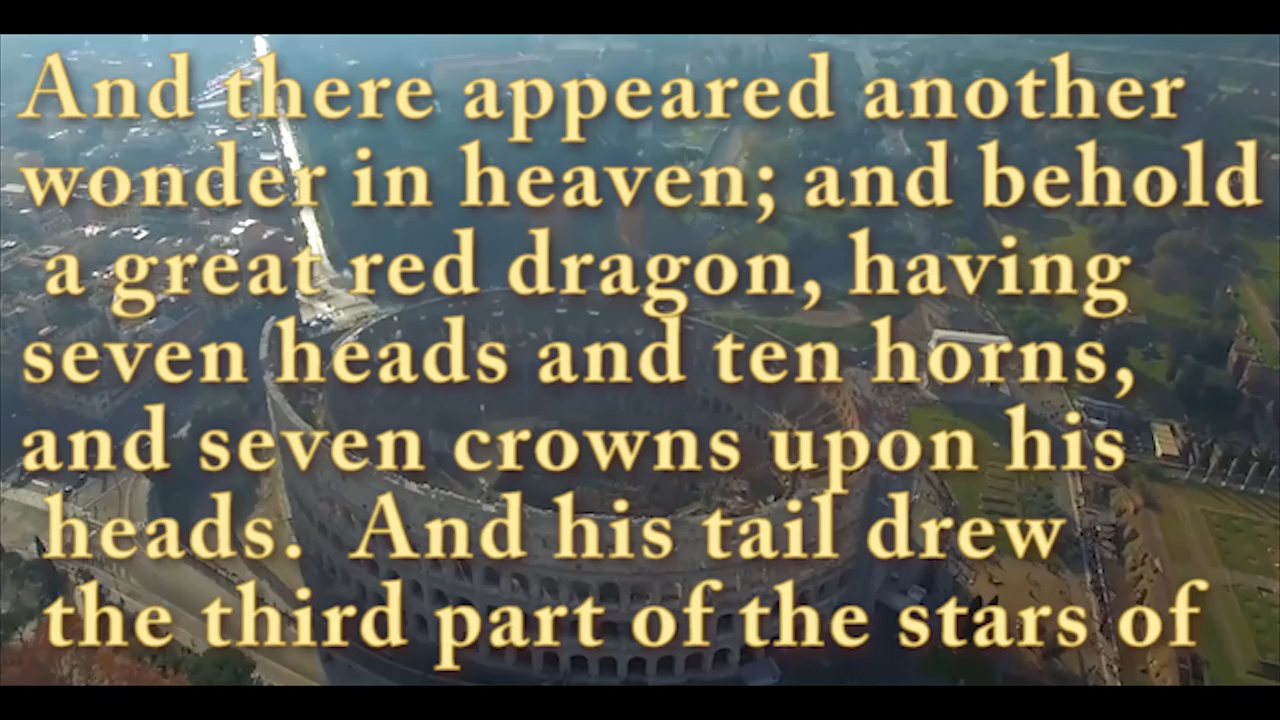 And there appeared another
wonder in heaven; and behold
a great red dragon, having
seven heads and ten horns,
and seven crowns upon his
heads.  And his tail drew
the third part of the stars of